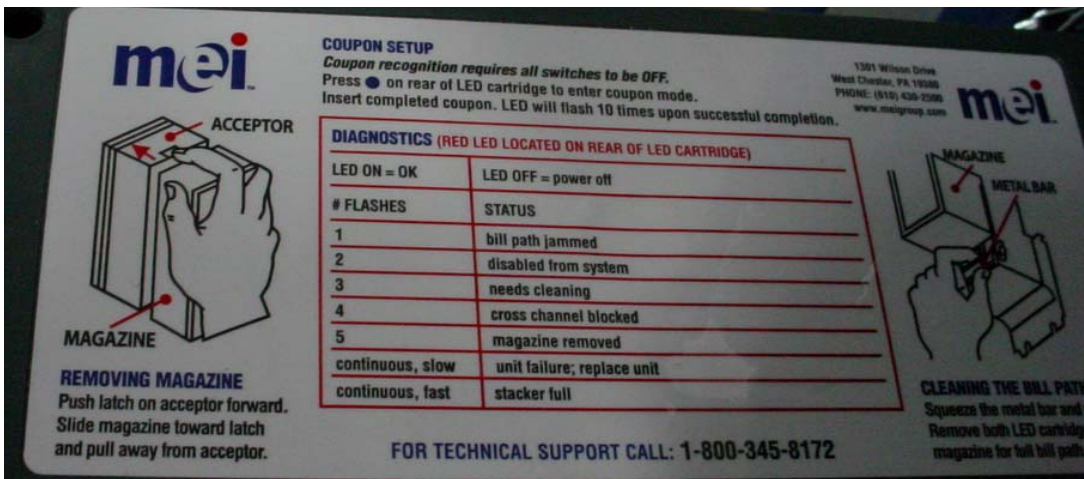 mei
COUPON SETUP
Coupon recognition requires all switches to be OFF.
Press on rear of LED cartridge to enter coupon mode.
Insert completed coupon. LED will flash 10 times upon successful completion.
1301 Wilson Drive
West Chester, PA 19380
PHONE: (610) 430-2500
www.meigroup.com
mei
ACCEPTOR
MAGAZINE
REMOVING MAGAZINE
Push latch on acceptor forward.
Slide magazine toward latch
and pull away from acceptor.
DIAGNOSTICS (RED LED LOCATED ON REAR OF LED CARTRIDGE)
LED ON = OK LED OFF = power off
# FLASHES STATUS
1 bill path jammed
2 disabled from system
3 needs cleaning
4 cross channel blocked
5 magazine removed
continuous, slow unit failure; replace unit
continuous, fast stacker full
FOR TECHNICAL SUPPORT CALL: 1-800-345-8172
MAGAZINE
METAL BAR
CLEANING THE BILL PATH
Squeeze the metal bar and
Remove both LED cartridg
magazine for full bill path